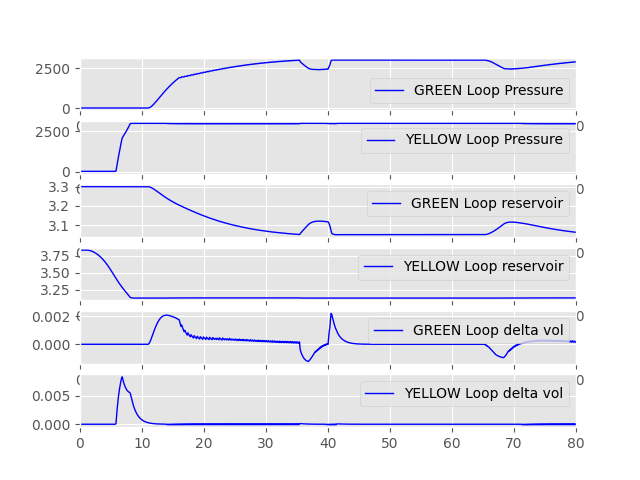 2500
0
GREEN Loop Pressure
2500
0
YELLOW Loop Pressure
3.3
3.2
3.1
GREEN Loop reservoir
3.75
3.50
3.25
YELLOW Loop reservoir
0.002
0.000
GREEN Loop delta vol
0.005
0.000
YELLOW Loop delta vol
0 10 20 30 40 50 60 70 80